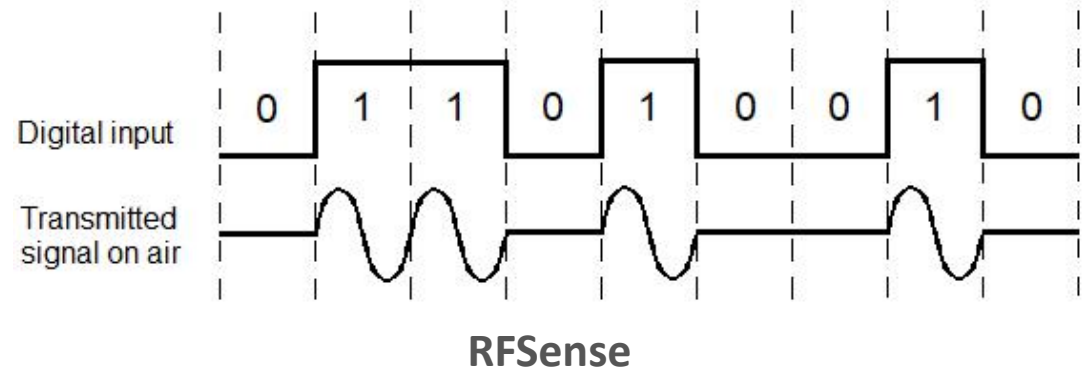 0 1 1 0 1 0 0 1 0
Digital input
Transmitted
signal on air
RFSense